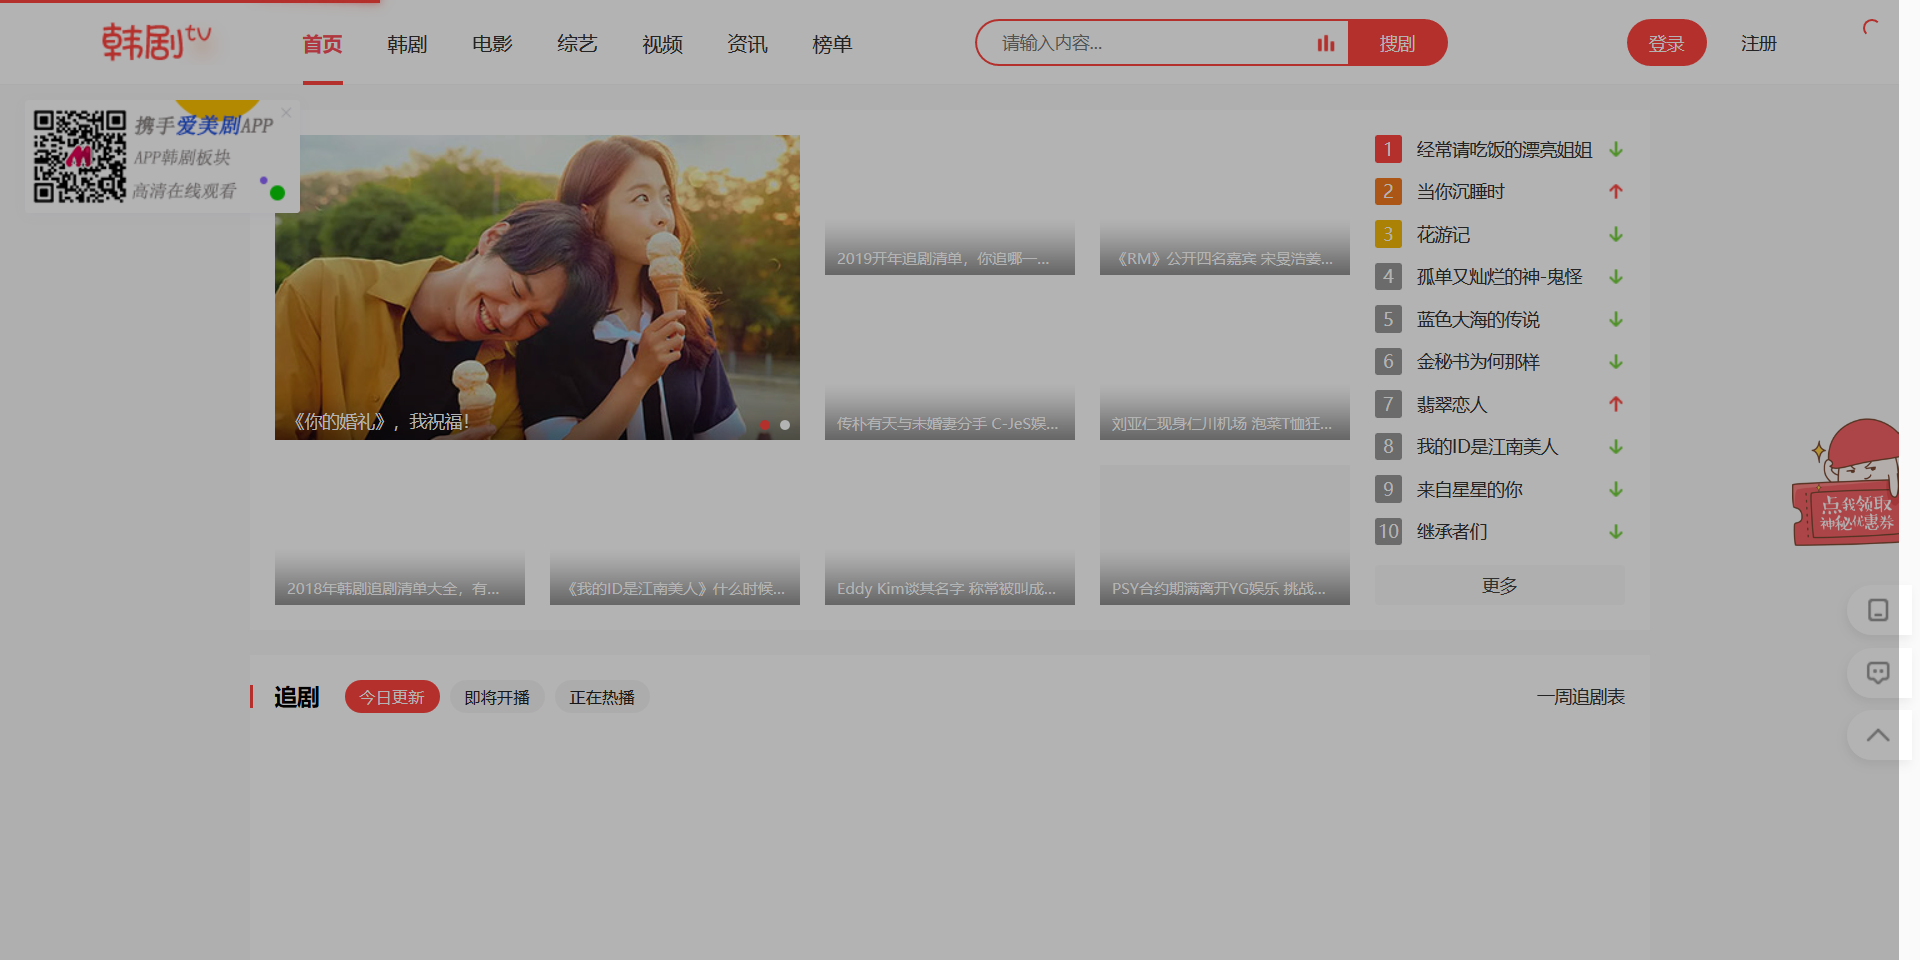 韩剧tv
首页
韩剧
电影
综艺
视频
资讯
榜单
请输入内容...
搜剧
登录
注册
携手爱美剧APP
APP韩剧板块
高清在线观看
《你的婚礼》，我祝福！
2019开年追剧清单，你追哪一...
《RM》公开四名嘉宾 宋旻浩姜...
传朴有天与未婚妻分手 C-JeS娱...
刘亚仁现身仁川机场 泡菜T恤狂...
2018年韩剧追剧清单大全，有...
《我的ID是江南美人》什么时候...
Eddy Kim谈其名字 称常被叫成...
PSY合约期满离开YG娱乐 挑战...
1 经常请吃饭的漂亮姐姐
2 当你沉睡时
3 花游记
4 孤单又灿烂的神-鬼怪
5 蓝色大海的传说
6 金秘书为何那样
7 翡翠恋人
8 我的ID是江南美人
9 来自星星的你
10 继承者们
更多
点我领取
神秘优惠券
追剧
今日更新
即将开播
正在热播
一周追剧表